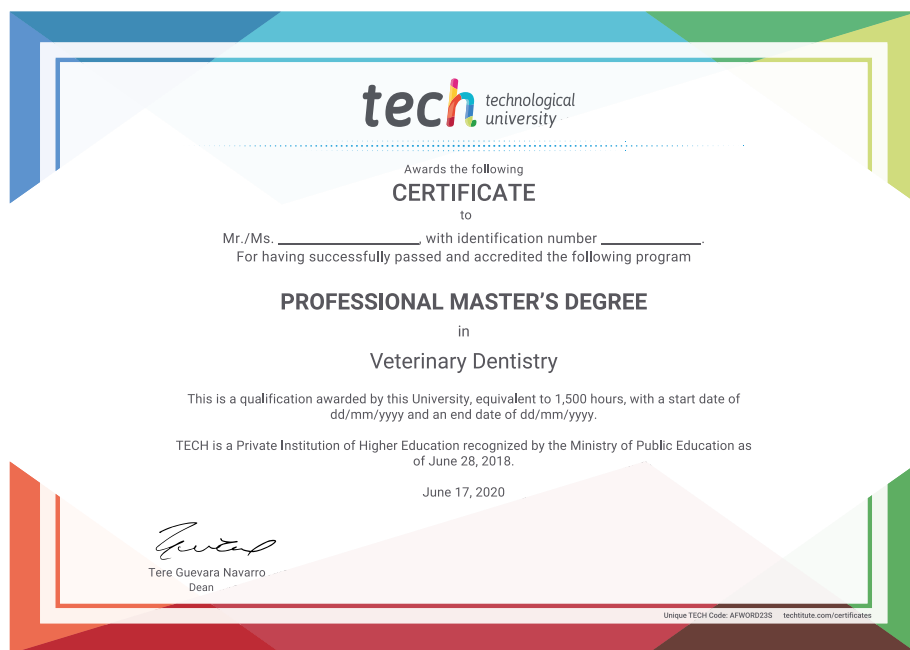 tech technological
university
Awards the following
CERTIFICATE
to
Mr./Ms. ________________, with identification number ____________.
For having successfully passed and accredited the following program
PROFESSIONAL MASTER'S DEGREE
in
Veterinary Dentistry
This is a qualification awarded by this University, equivalent to 1,500 hours, with a start date of
dd/mm/yyyy and an end date of dd/mm/yyyy.
TECH is a Private Institution of Higher Education recognized by the Ministry of Public Education as
of June 28, 2018.
June 17, 2020
Tere Guevara Navarro
Dean
Unique TECH Code: AFWORD23S techtitute.com/certificates